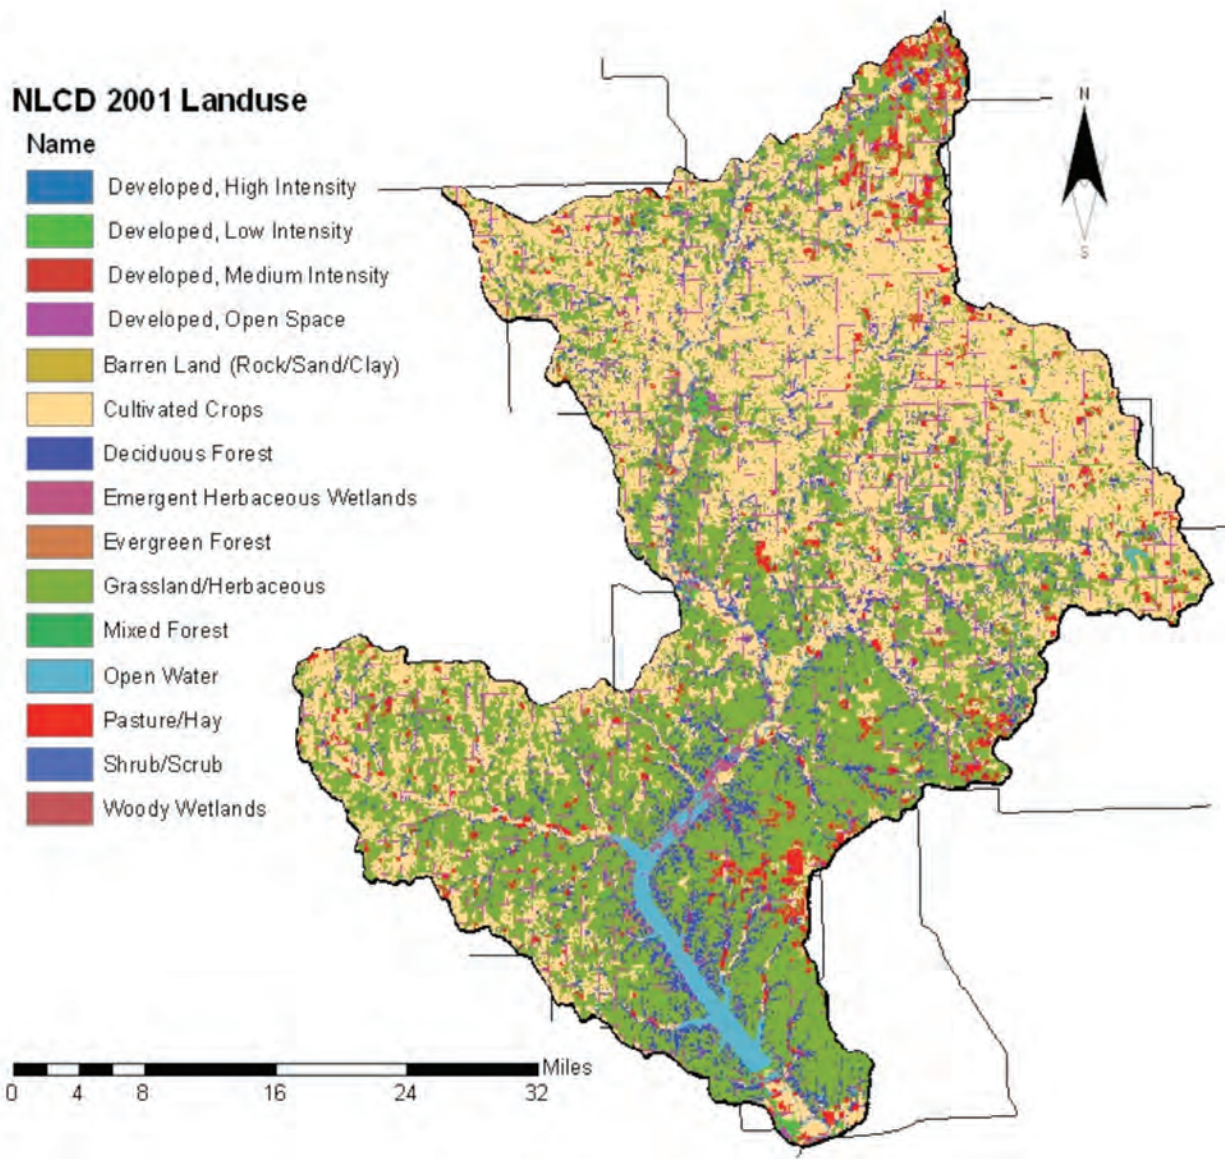 NLCD 2001 Landuse
Name
Developed, High Intensity
Developed, Low Intensity
Developed, Medium Intensity
Developed, Open Space
Barren Land (Rock/Sand/Clay)
Cultivated Crops
Deciduous Forest
Emergent Herbaceous Wetlands
Evergreen Forest
Grassland/Herbaceous
Mixed Forest
Open Water
Pasture/Hay
Shrub/Scrub
Woody Wetlands
N
S
Miles
0 4 8 16 24 32